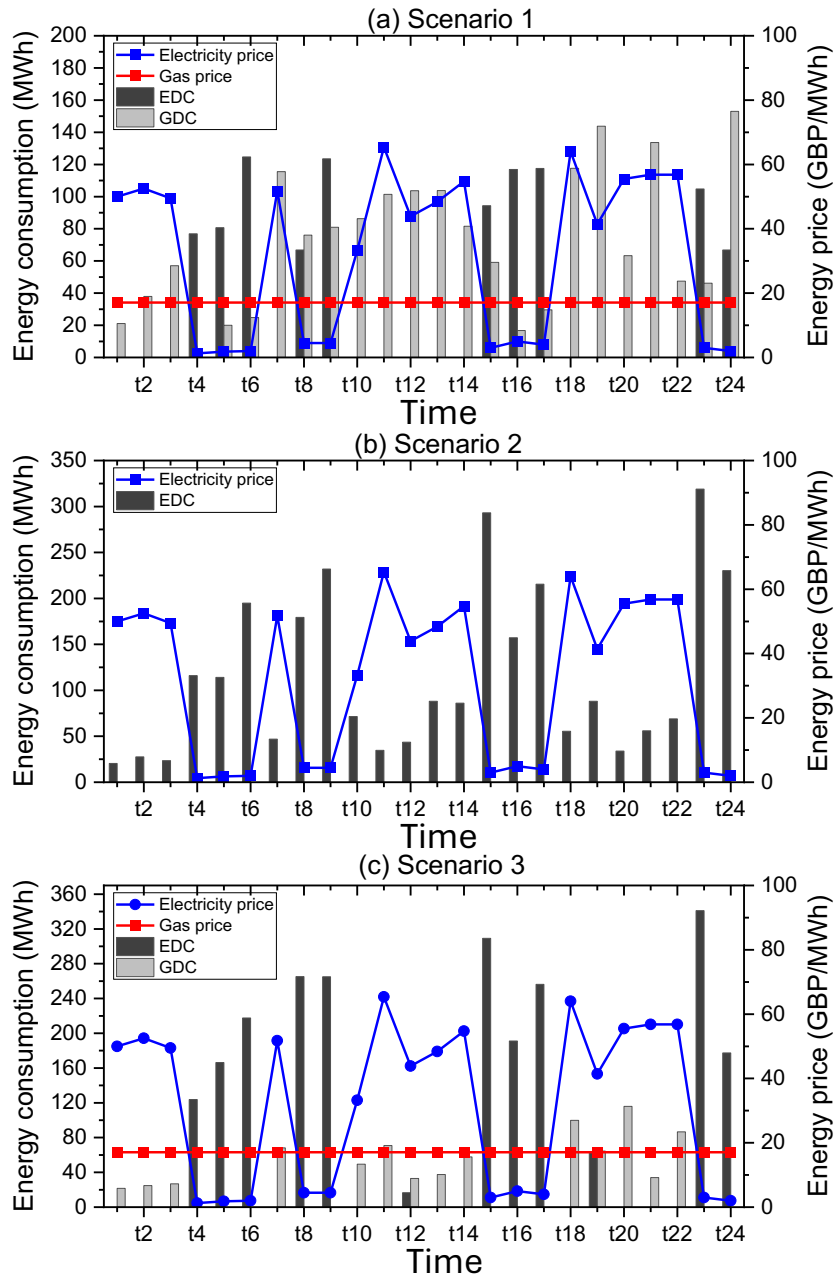 (a) Scenario 1
Energy consumption (MWh)
200
180
160
140
120
100
80
60
40
20
0
Electricity price
Gas price
EDC
GDC
100
80
60
40
20
0
Energy price (GBP/MWh)
t2 t4 t6 t8 t10 t12 t14 t16 t18 t20 t22 t24
Time
(b) Scenario 2
Energy consumption (MWh)
350
300
250
200
150
100
50
0
Electricity price
EDC
100
80
60
40
20
0
Energy price (GBP/MWh)
t2 t4 t6 t8 t10 t12 t14 t16 t18 t20 t22 t24
Time
(c) Scenario 3
Energy consumption (MWh)
360
320
280
240
200
160
120
80
40
0
Electricity price
Gas price
EDC
GDC
100
80
60
40
20
0
Energy price (GBP/MWh)
t2 t4 t6 t8 t10 t12 t14 t16 t18 t20 t22 t24
Time